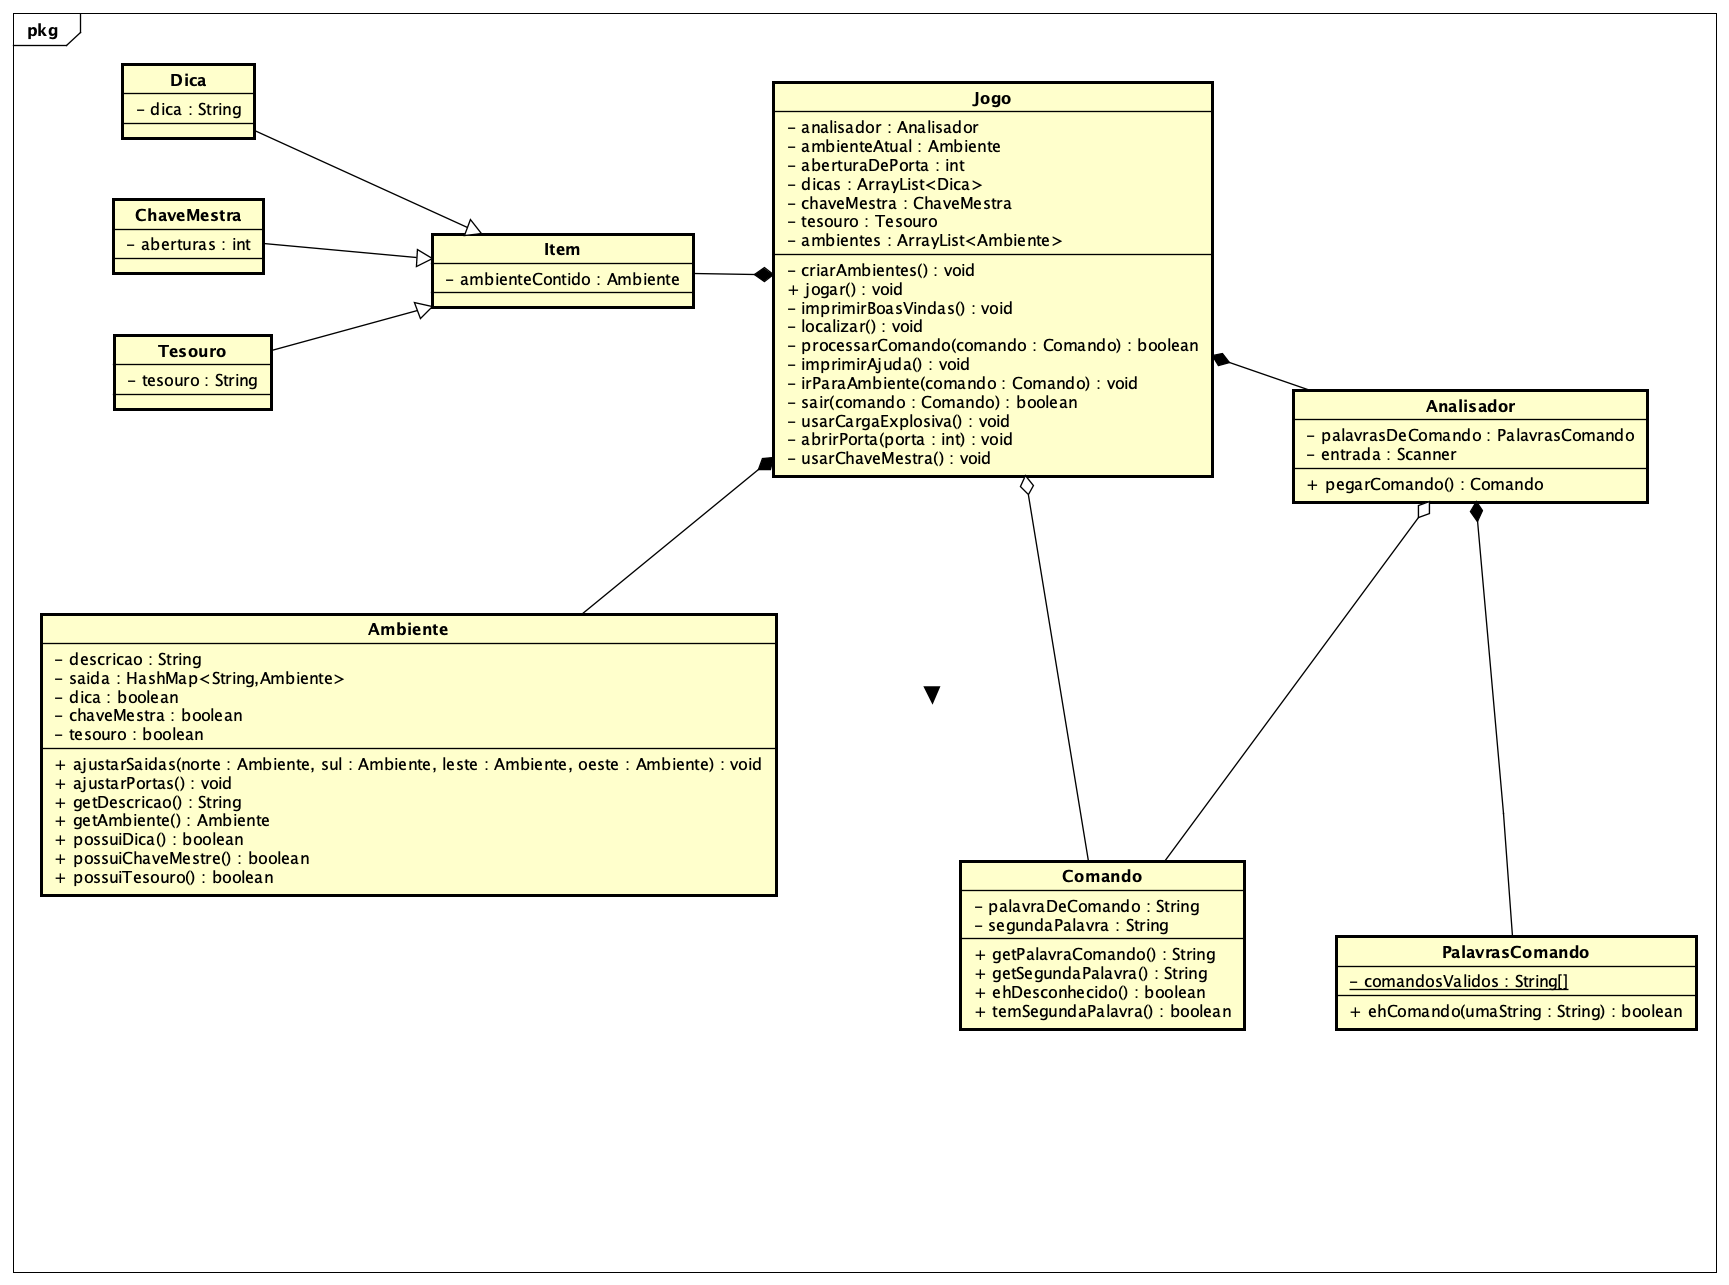 pkg
Dica
- dica : String
ChaveMestra
- aberturas : int
Tesouro
- tesouro : String
Item
- ambienteContido : Ambiente
Jogo
- analisador : Analisador
- ambienteAtual : Ambiente
- aberturaDePorta : int
- dicas : ArrayList<Dica>
- chaveMestra : ChaveMestra
- tesouro : Tesouro
- ambientes : ArrayList<Ambiente>
- criarAmbientes() : void
+ jogar() : void
- imprimirBoasVindas() : void
- localizar() : void
- processarComando(comando : Comando) : boolean
- imprimirAjuda() : void
- irParaAmbiente(comando : Comando) : void
- sair(comando : Comando) : boolean
- usarCargaExplosiva() : void
- abrirPorta(porta : int) : void
- usarChaveMestra() : void
Analisador
- palavrasDeComando : PalavrasComando
- entrada : Scanner
+ pegarComando() : Comando
Ambiente
- descricao : String
- saida : HashMap<String,Ambiente>
- dica : boolean
- chaveMestra : boolean
- tesouro : boolean
+ ajustarSaidas(norte : Ambiente, sul : Ambiente, leste : Ambiente, oeste : Ambiente) : void
+ ajustarPortas() : void
+ getDescricao() : String
+ getAmbiente() : Ambiente
+ possuiDica() : boolean
+ possuiChaveMestre() : boolean
+ possuiTesouro() : boolean
Comando
- palavraDeComando : String
- segundaPalavra : String
+ getPalavraComando() : String
+ getSegundaPalavra() : String
+ ehDesconhecido() : boolean
+ temSegundaPalavra() : boolean
PalavrasComando
- comandosValidos : String[]
+ ehComando(umaString : String) : boolean